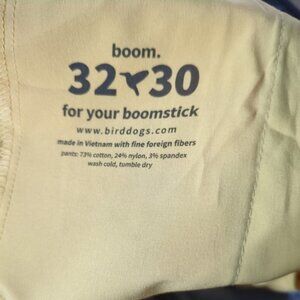 boom.
32 30
for your boomstick
www.birddogs.com
made in Vietnam with fine foreign fibers
pants: 73% cotton, 24% nylon, 3% spandex
wash cold, tumble dry